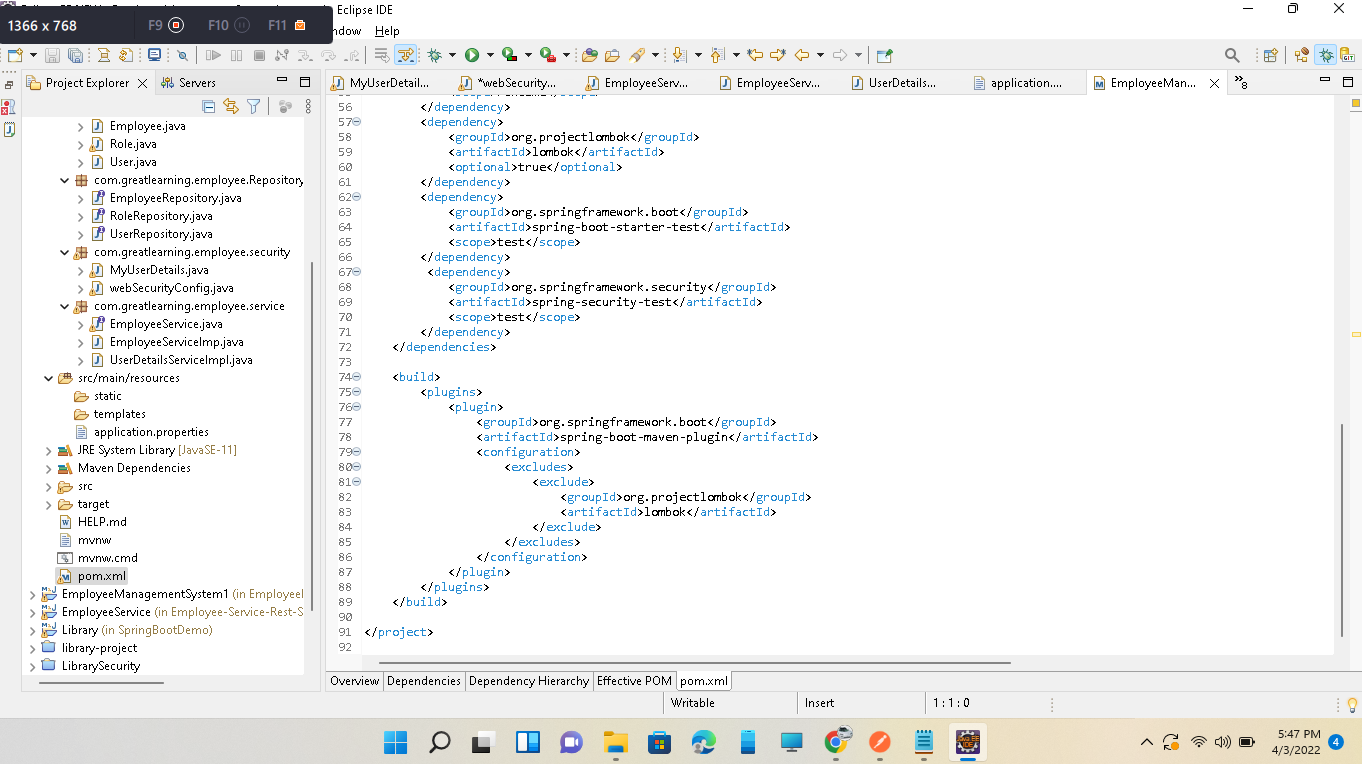 Eclipse IDE
1366 x 768
F9
F10
F11
ndow Help
Project Explorer
Servers
MyUserDetail...
*webSecurity...
EmployeeServ...
EmployeeServ...
UserDetails...
application....
EmployeeMan...
»8
Employee.java
Role.java
User.java
com.greatlearning.employee.Repository
EmployeeRepository.java
RoleRepository.java
UserRepository.java
com.greatlearning.employee.security
MyUserDetails.java
webSecurityConfig.java
com.greatlearning.employee.service
EmployeeService.java
EmployeeServiceImp.java
UserDetailsServiceImpl.java
src/main/resources
static
templates
application.properties
JRE System Library [JavaSE-11]
Maven Dependencies
src
target
HELP.md
mvnw
mvnw.cmd
pom.xml
EmployeeManagementSystem1 (in Employeel
EmployeeService (in Employee-Service-Rest-S
Library (in SpringBootDemo)
library-project
LibrarySecurity
56 </dependency>
57 <dependency>
58 <groupId>org.projectlombok</groupId>
59 <artifactId>lombok</artifactId>
60 <optional>true</optional>
61 </dependency>
62 <dependency>
63 <groupId>org.springframework.boot</groupId>
64 <artifactId>spring-boot-starter-test</artifactId>
65 <scope>test</scope>
66 </dependency>
67 <dependency>
68 <groupId>org.springframework.security</groupId>
69 <artifactId>spring-security-test</artifactId>
70 <scope>test</scope>
71 </dependency>
72 </dependencies>
73
74 <build>
75 <plugins>
76 <plugin>
77 <groupId>org.springframework.boot</groupId>
78 <artifactId>spring-boot-maven-plugin</artifactId>
79 <configuration>
80 <excludes>
81 <exclude>
82 <groupId>org.projectlombok</groupId>
83 <artifactId>lombok</artifactId>
84 </exclude>
85 </excludes>
86 </configuration>
87 </plugin>
88 </plugins>
89 </build>
90
91 </project>
92
Overview Dependencies Dependency Hierarchy Effective POM pom.xml
Writable
Insert
1 : 1 : 0
5:47 PM
4/3/2022
4